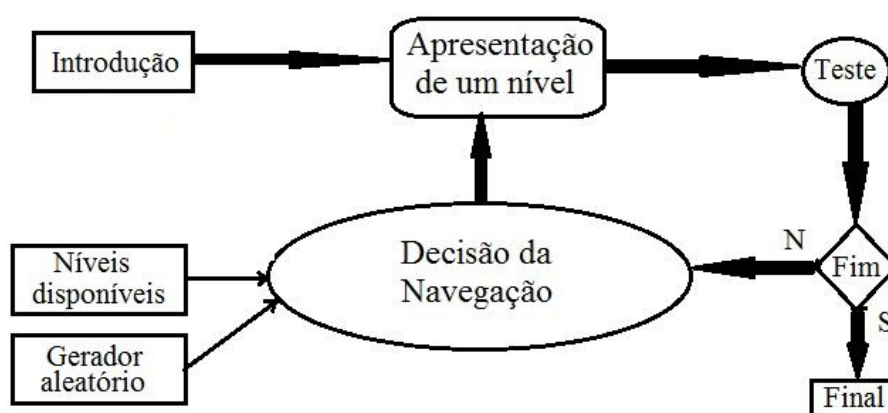 Introdução
Apresentação
de um nível
Teste
Níveis
disponíveis
Gerador
aleatório
Decisão da
Navegação
N
Fim
S
Final